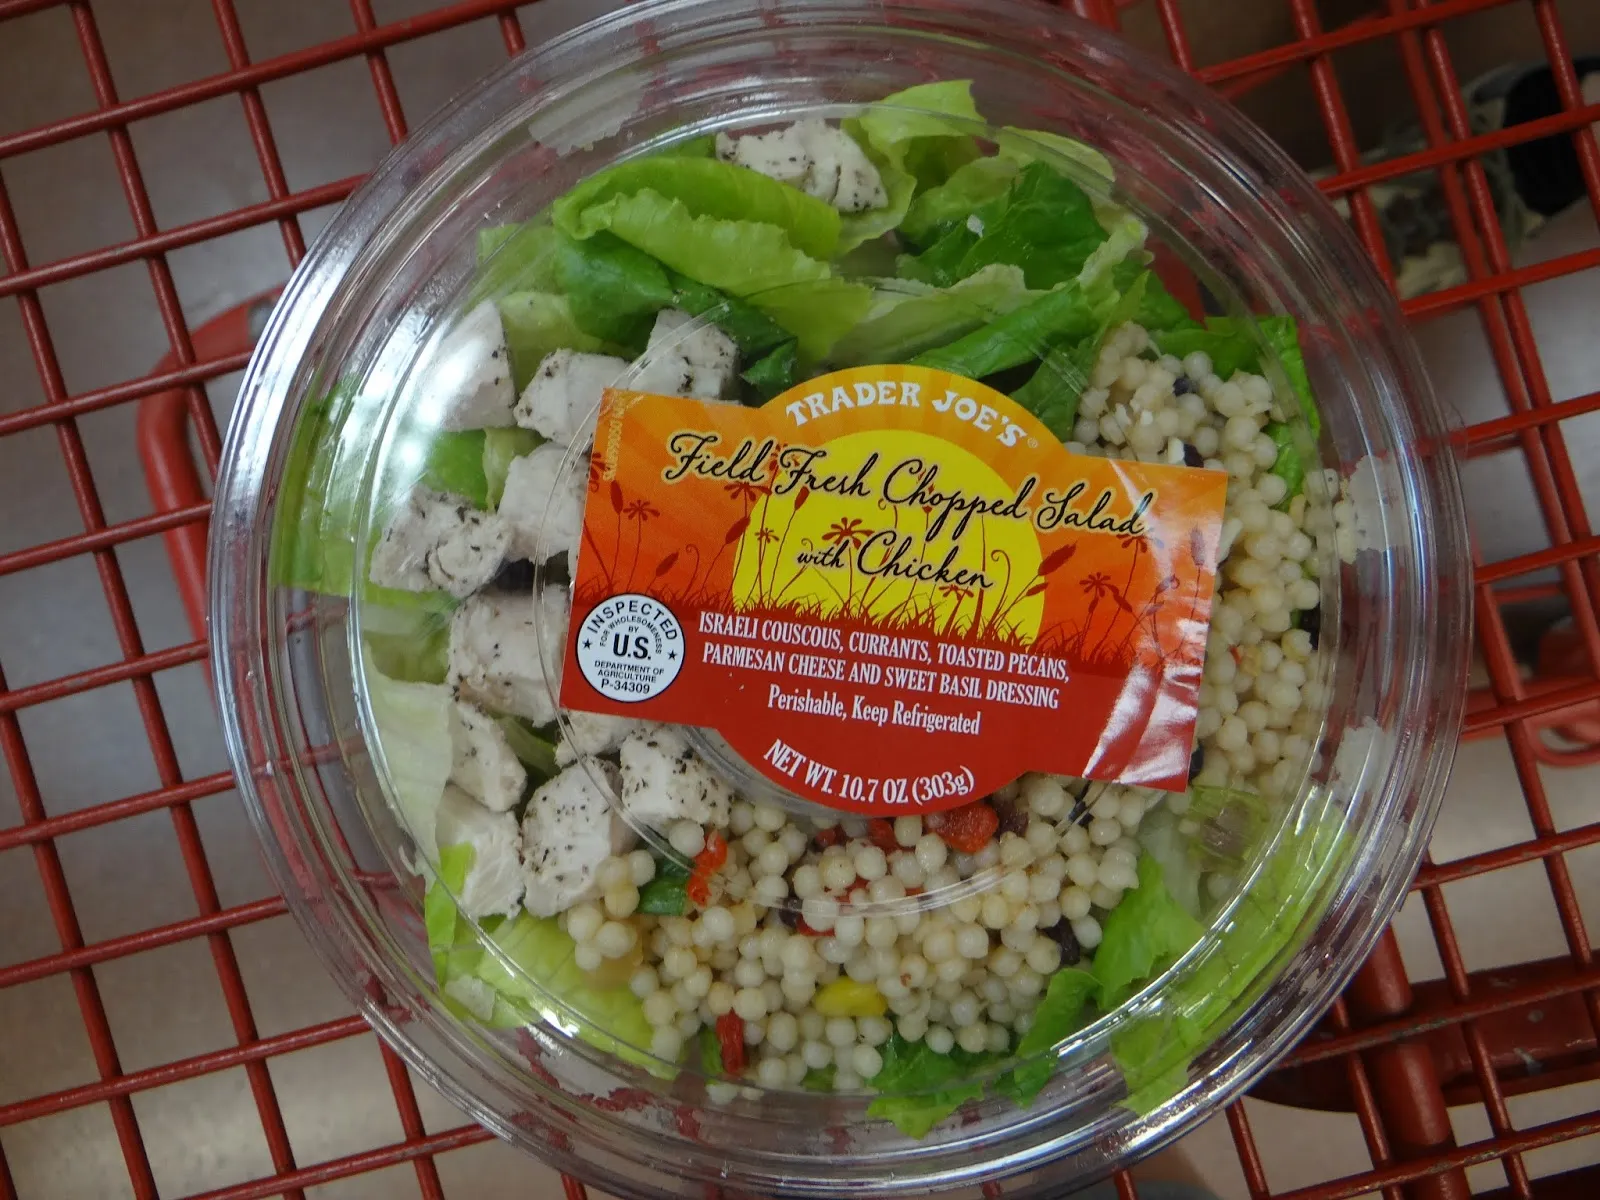 TRADER JOE'S®
Field Fresh Chopped Salad
with Chicken
INSPECTED
FOR WHOLESOMENESS
BY
U.S.
DEPARTMENT OF
AGRICULTURE
P-34309
ISRAELI COUSCOUS, CURRANTS, TOASTED PECANS,
PARMESAN CHEESE AND SWEET BASIL DRESSING
Perishable, Keep Refrigerated
NET WT. 10.7 OZ (303g)